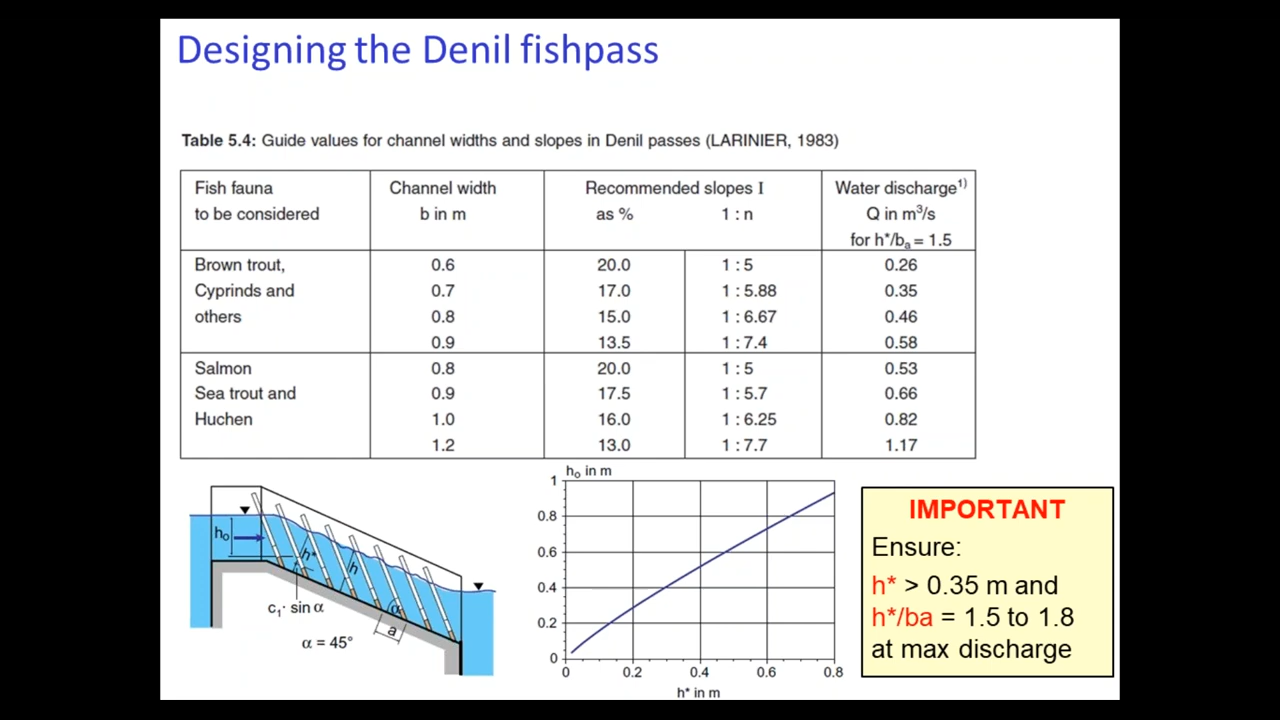 Designing the Denil fishpass
Table 5.4: Guide values for channel widths and slopes in Denil passes (LARINIER, 1983)
Fish fauna Channel width Recommended slopes I Water discharge¹⁾
to be considered b in m as % 1 : n Q in m³/s
for h*/bₐ = 1.5
Brown trout, 0.6 20.0 1 : 5 0.26
Cyprinds and 0.7 17.0 1 : 5.88 0.35
others 0.8 15.0 1 : 6.67 0.46
0.9 13.5 1 : 7.4 0.58
Salmon 0.8 20.0 1 : 5 0.53
Sea trout and 0.9 17.5 1 : 5.7 0.66
Huchen 1.0 16.0 1 : 6.25 0.82
1.2 13.0 1 : 7.7 1.17
hₒ
h*
h
c₁· sin α
α
a
α = 45°
hₒ in m
1
0.8
0.6
0.4
0.2
0
0 0.2 0.4 0.6 0.8
h* in m
IMPORTANT
Ensure:
h* > 0.35 m and
h*/ba = 1.5 to 1.8
at max discharge